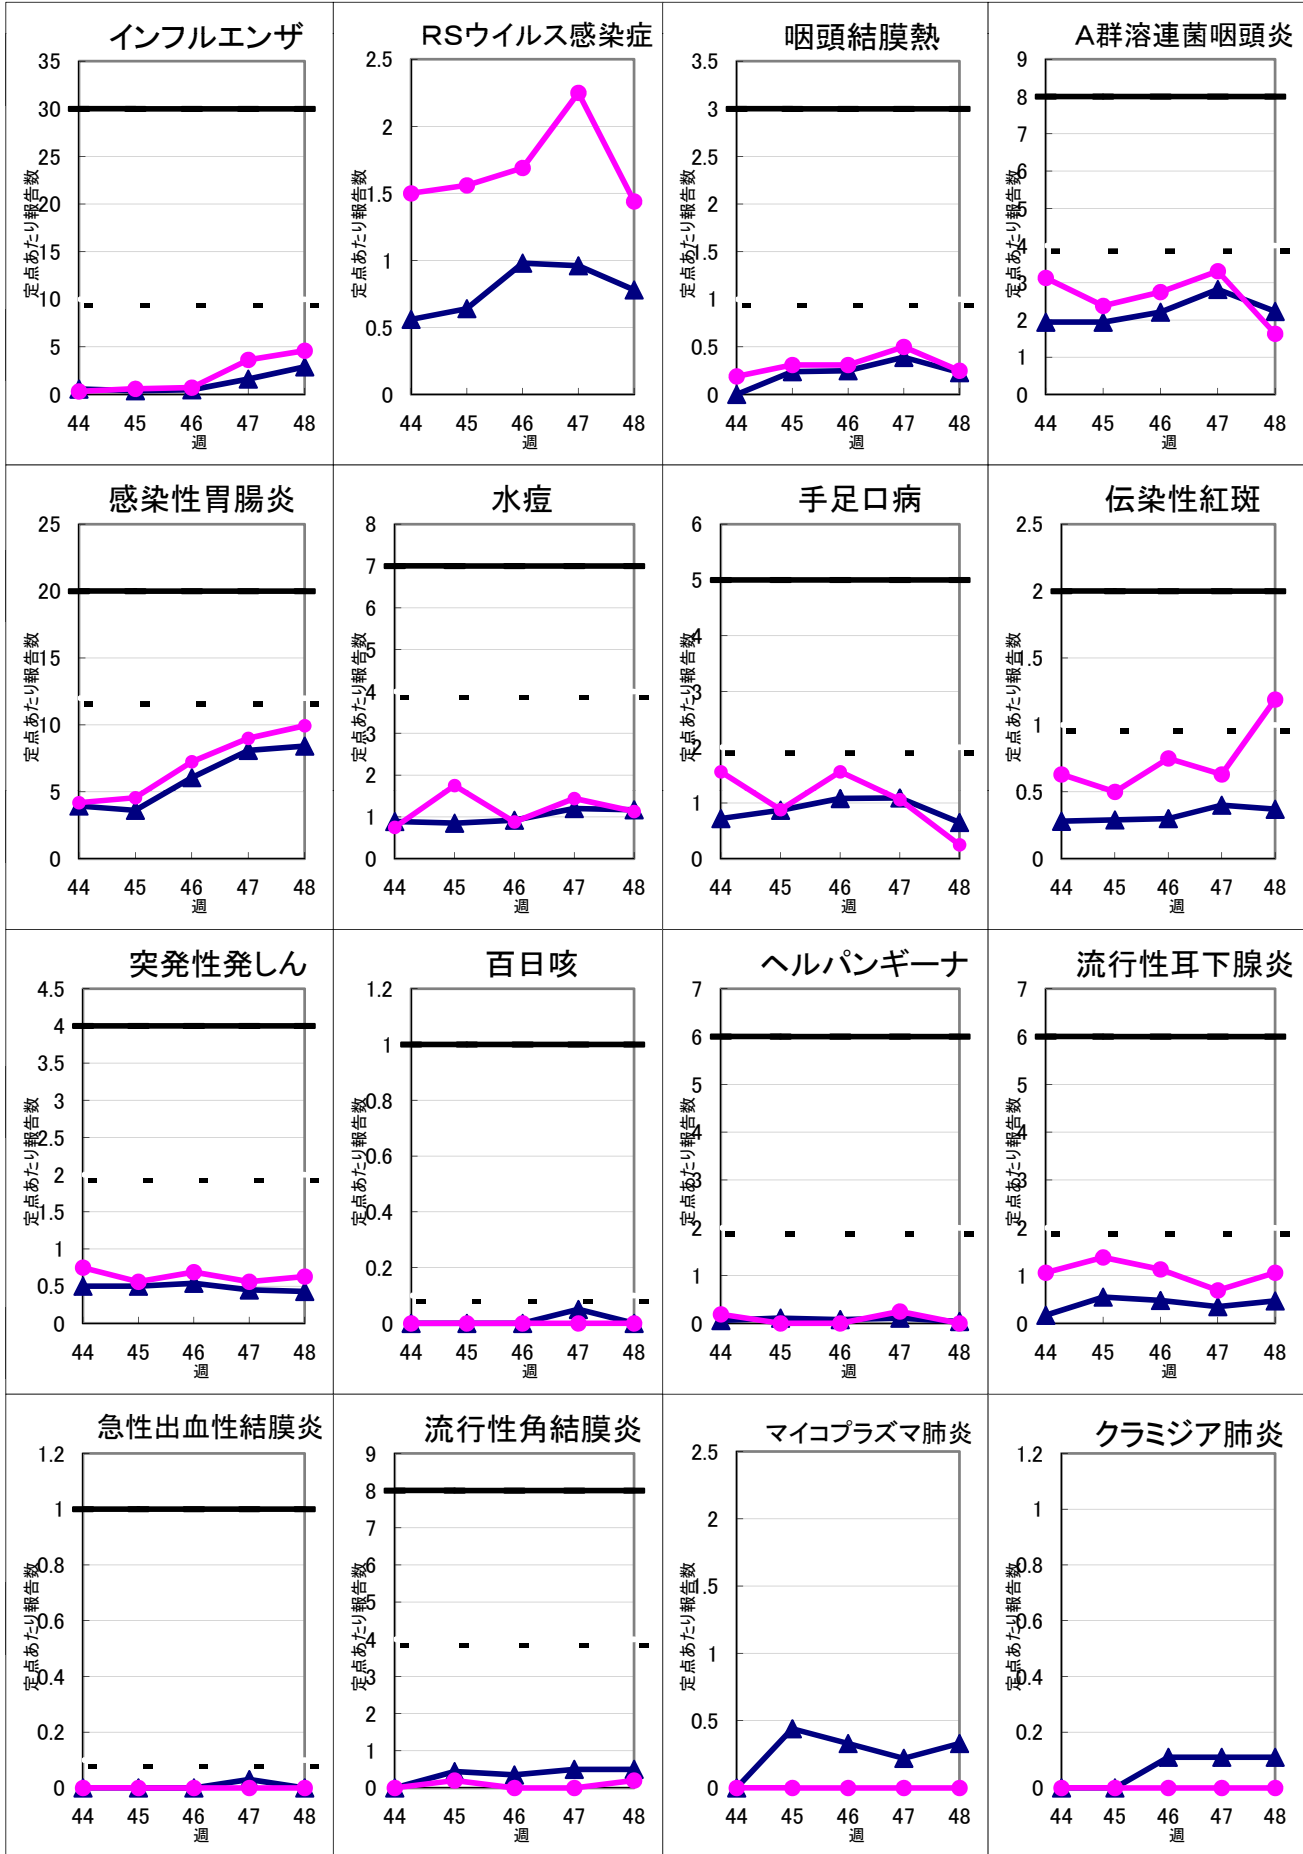 インフルエンザ
35
30
25
20
15
10
5
0
定点あたり報告数
44 45 46 47 48
週
RSウイルス感染症
2.5
2
1.5
1
0.5
0
定点あたり報告数
44 45 46 47 48
週
咽頭結膜熱
3.5
3
2.5
2
1.5
1
0.5
0
定点あたり報告数
44 45 46 47 48
週
A群溶連菌咽頭炎
9
8
7
6
5
4
3
2
1
0
定点あたり報告数
44 45 46 47 48
週
感染性胃腸炎
25
20
15
10
5
0
定点あたり報告数
44 45 46 47 48
週
水痘
8
7
6
5
4
3
2
1
0
定点あたり報告数
44 45 46 47 48
週
手足口病
6
5
4
3
2
1
0
定点あたり報告数
44 45 46 47 48
週
伝染性紅斑
2.5
2
1.5
1
0.5
0
定点あたり報告数
44 45 46 47 48
週
突発性発しん
4.5
4
3.5
3
2.5
2
1.5
1
0.5
0
定点あたり報告数
44 45 46 47 48
週
百日咳
1.2
1
0.8
0.6
0.4
0.2
0
定点あたり報告数
44 45 46 47 48
週
ヘルパンギーナ
7
6
5
4
3
2
1
0
定点あたり報告数
44 45 46 47 48
週
流行性耳下腺炎
7
6
5
4
3
2
1
0
定点あたり報告数
44 45 46 47 48
週
急性出血性結膜炎
1.2
1
0.8
0.6
0.4
0.2
0
定点あたり報告数
44 45 46 47 48
週
流行性角結膜炎
9
8
7
6
5
4
3
2
1
0
定点あたり報告数
44 45 46 47 48
週
マイコプラズマ肺炎
2.5
2
1.5
1
0.5
0
定点あたり報告数
44 45 46 47 48
週
クラミジア肺炎
1.2
1
0.8
0.6
0.4
0.2
0
定点あたり報告数
44 45 46 47 48
週